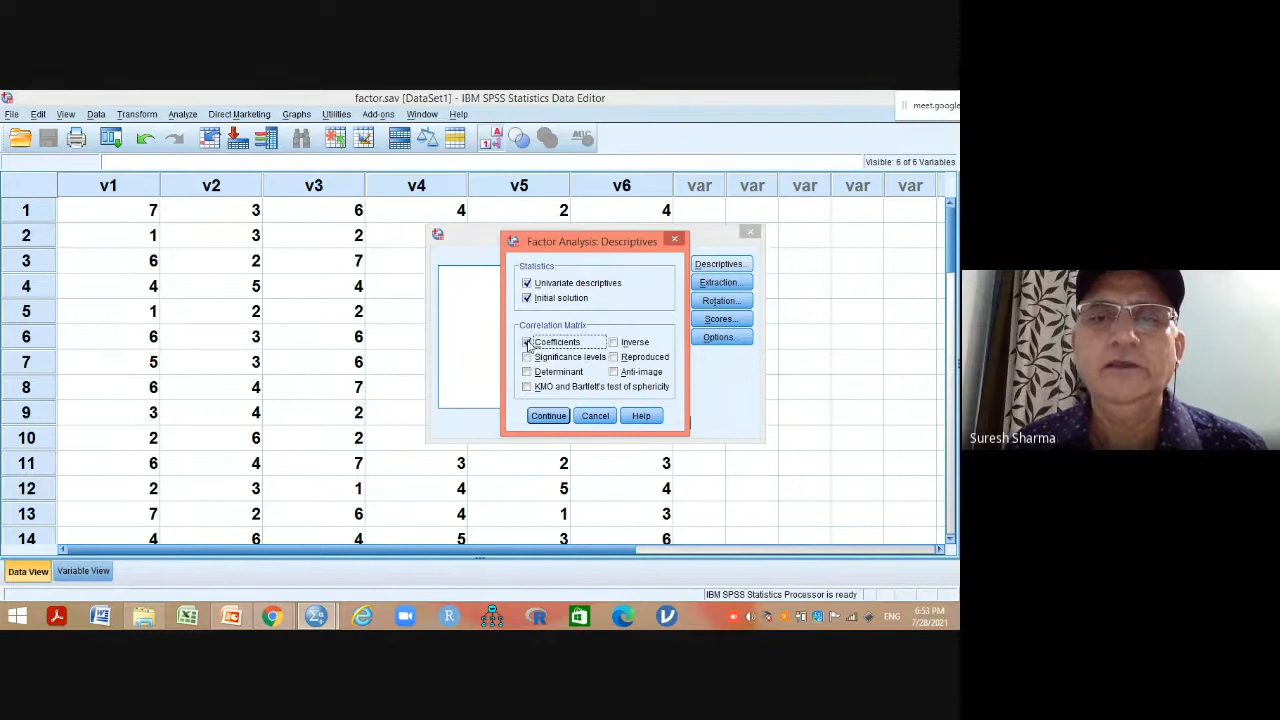 factor.sav [DataSet1] - IBM SPSS Statistics Data Editor
meet.google
File Edit View Data Transform Analyze Direct Marketing Graphs Utilities Add-ons Window Help
Visible: 6 of 6 Variables
v1 v2 v3 v4 v5 v6 var var var var var
1 7 3 6 4 2 4
2 1 3 2
3 6 2 7
4 4 5 4
5 1 2 2
6 6 3 6
7 5 3 6
8 6 4 7
9 3 4 2
10 2 6 2
11 6 4 7 3 2 3
12 2 3 1 4 5 4
13 7 2 6 4 1 3
14 4 6 4 5 3 6
Factor Analysis: Descriptives
Statistics
Univariate descriptives
Initial solution
Correlation Matrix
Coefficients Inverse
Significance levels Reproduced
Determinant Anti-image
KMO and Bartlett's test of sphericity
Continue Cancel Help
Descriptives...
Extraction...
Rotation...
Scores...
Options...
Data View Variable View
IBM SPSS Statistics Processor is ready
ENG
6:53 PM
7/28/2021
Suresh Sharma